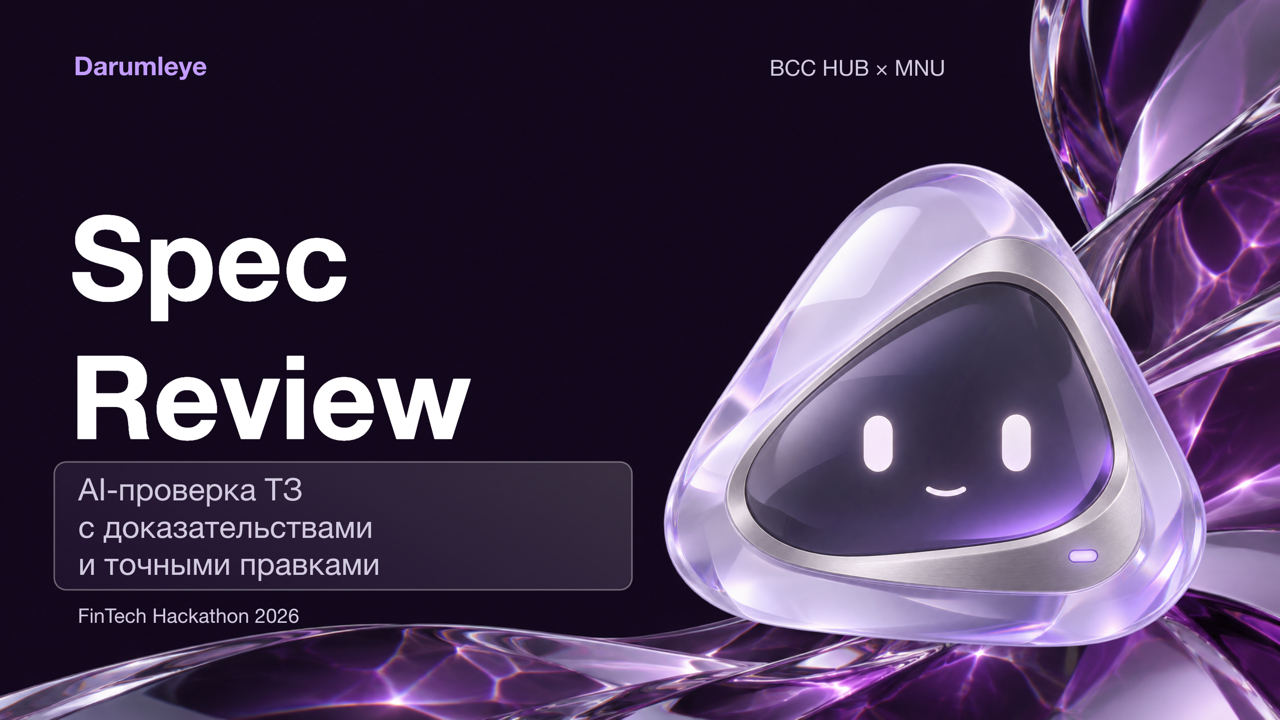 Darumleye
BCC HUB × MNU
Spec
Review
AI-проверка ТЗ
с доказательствами
и точными правками
FinTech Hackathon 2026